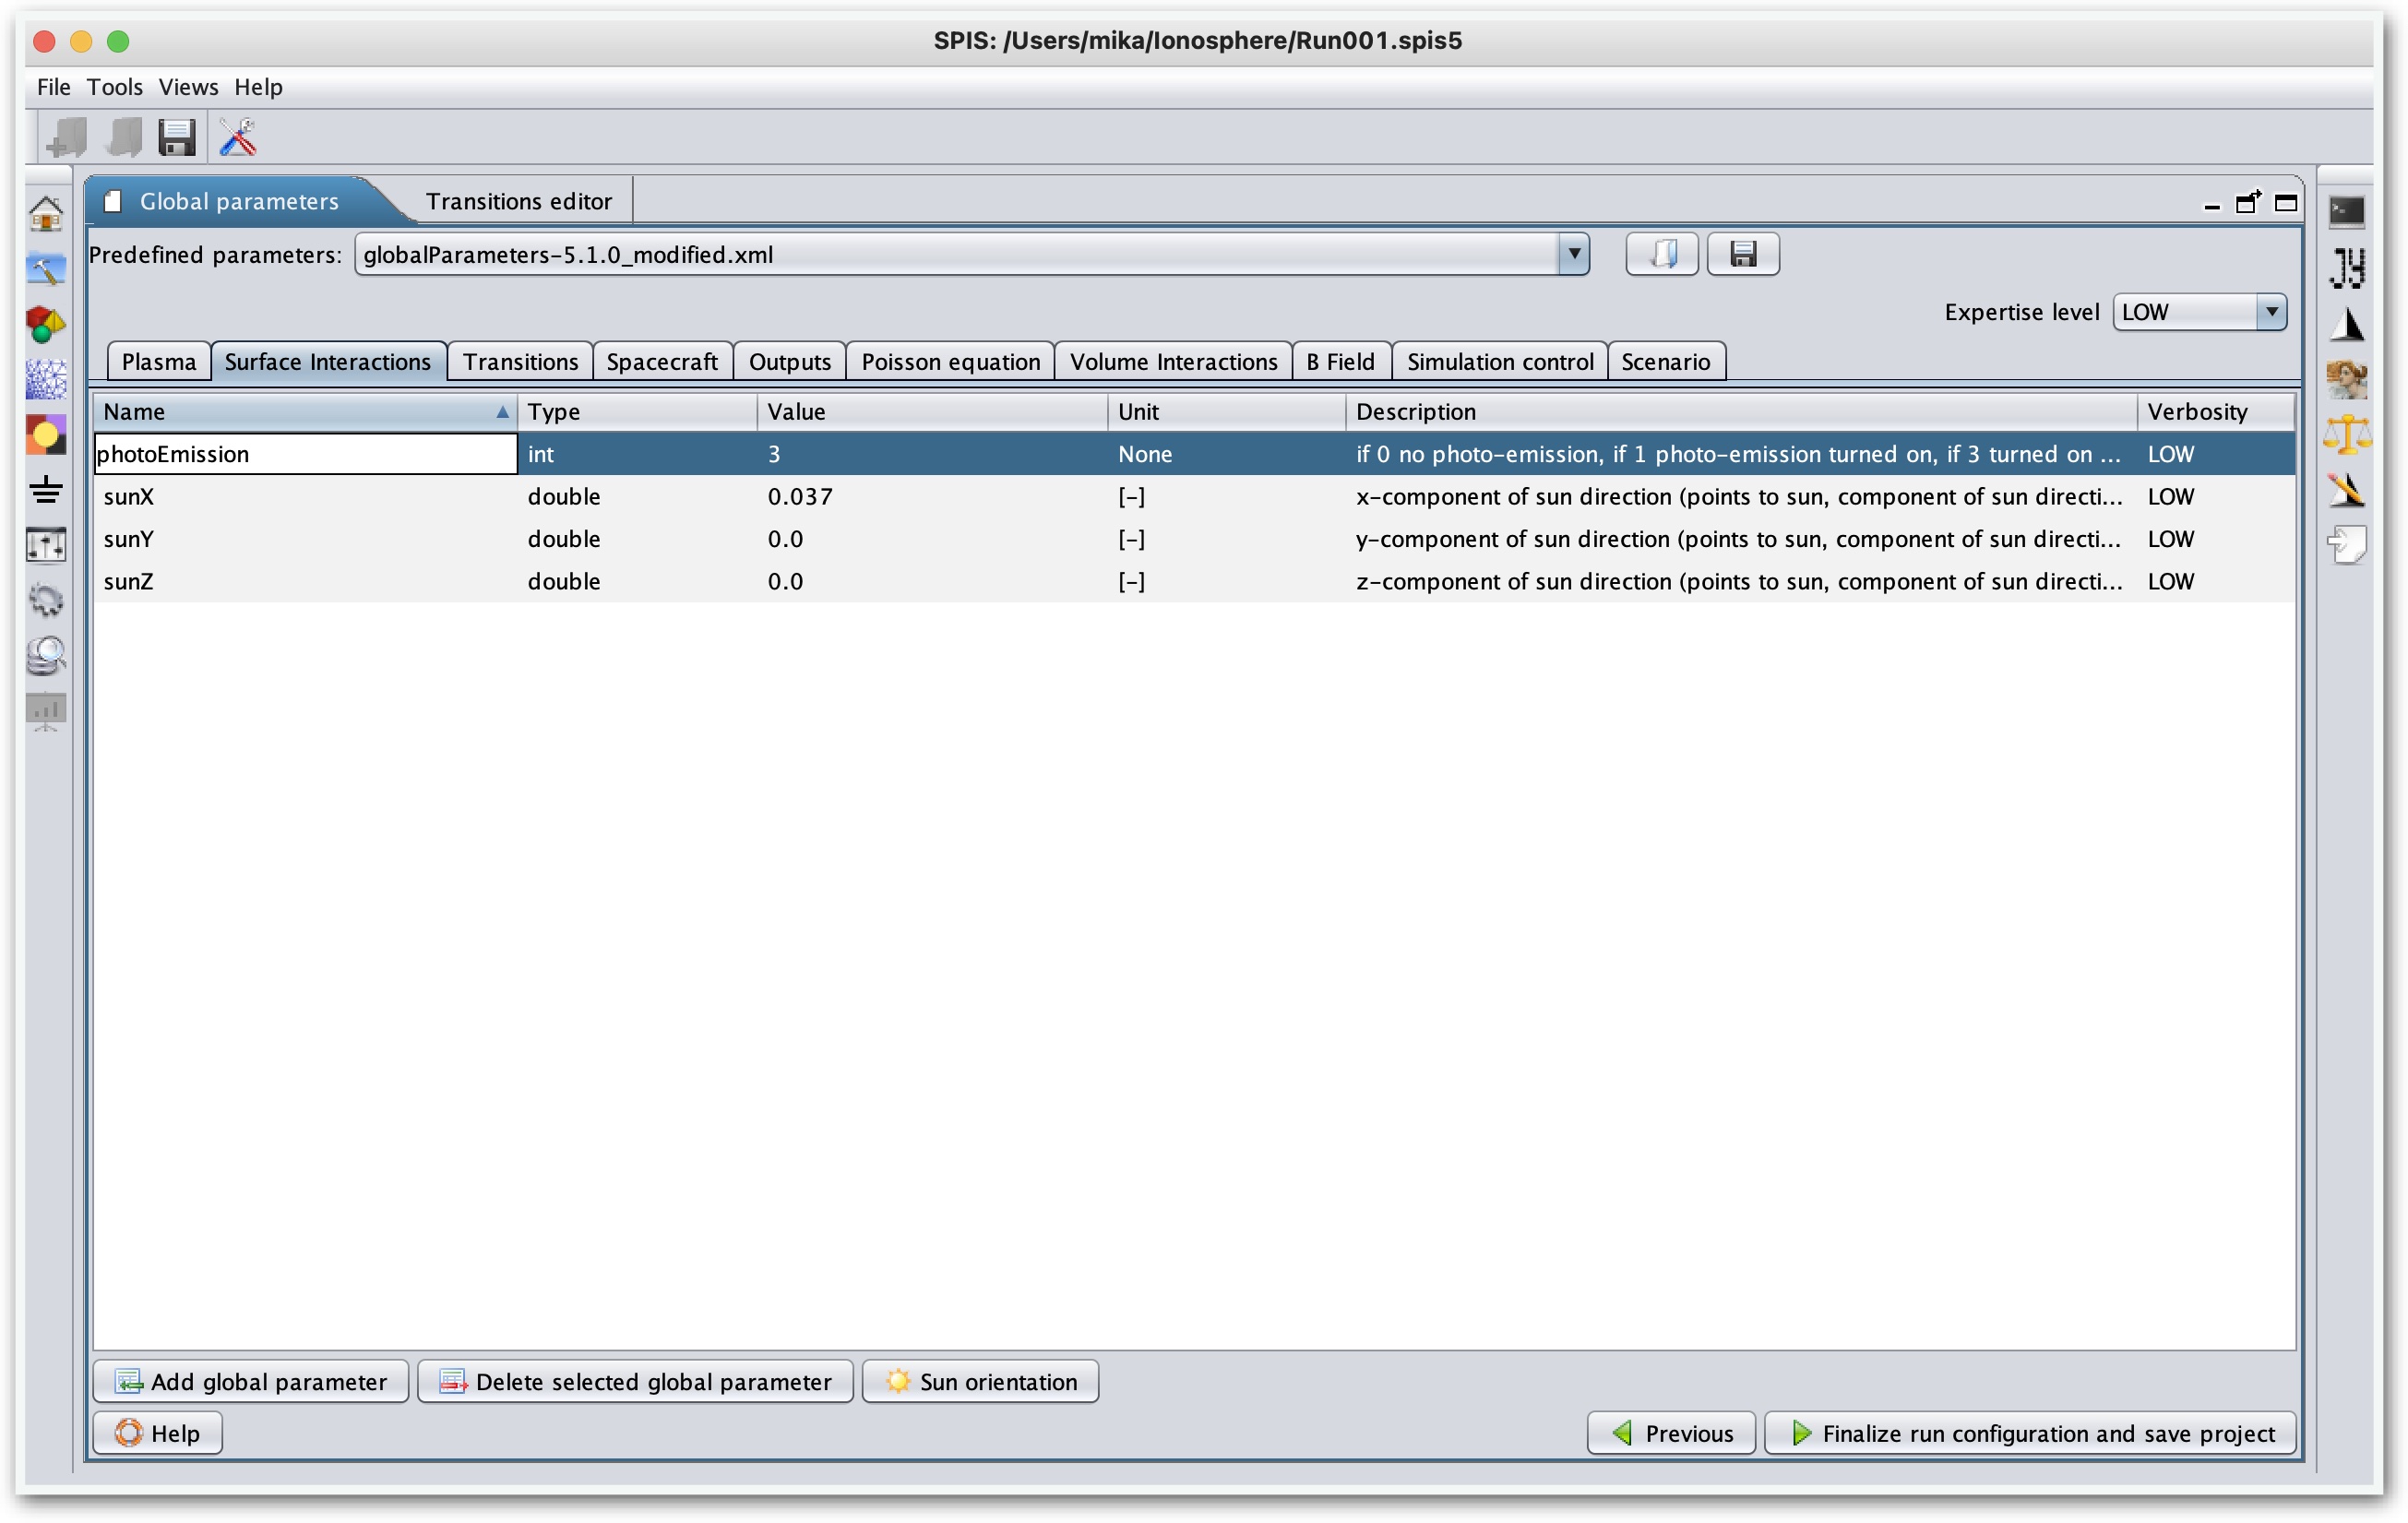 SPIS: /Users/mika/Ionosphere/Run001.spis5
File Tools Views Help
Global parameters Transitions editor
Predefined parameters: globalParameters-5.1.0_modified.xml
Expertise level LOW
Plasma Surface Interactions Transitions Spacecraft Outputs Poisson equation Volume Interactions B Field Simulation control Scenario
Name Type Value Unit Description Verbosity
photoEmission int 3 None if 0 no photo-emission, if 1 photo-emission turned on, if 3 turned on ... LOW
sunX double 0.037 [-] x-component of sun direction (points to sun, component of sun directi... LOW
sunY double 0.0 [-] y-component of sun direction (points to sun, component of sun directi... LOW
sunZ double 0.0 [-] z-component of sun direction (points to sun, component of sun directi... LOW
Add global parameter Delete selected global parameter Sun orientation
Help Previous Finalize run configuration and save project